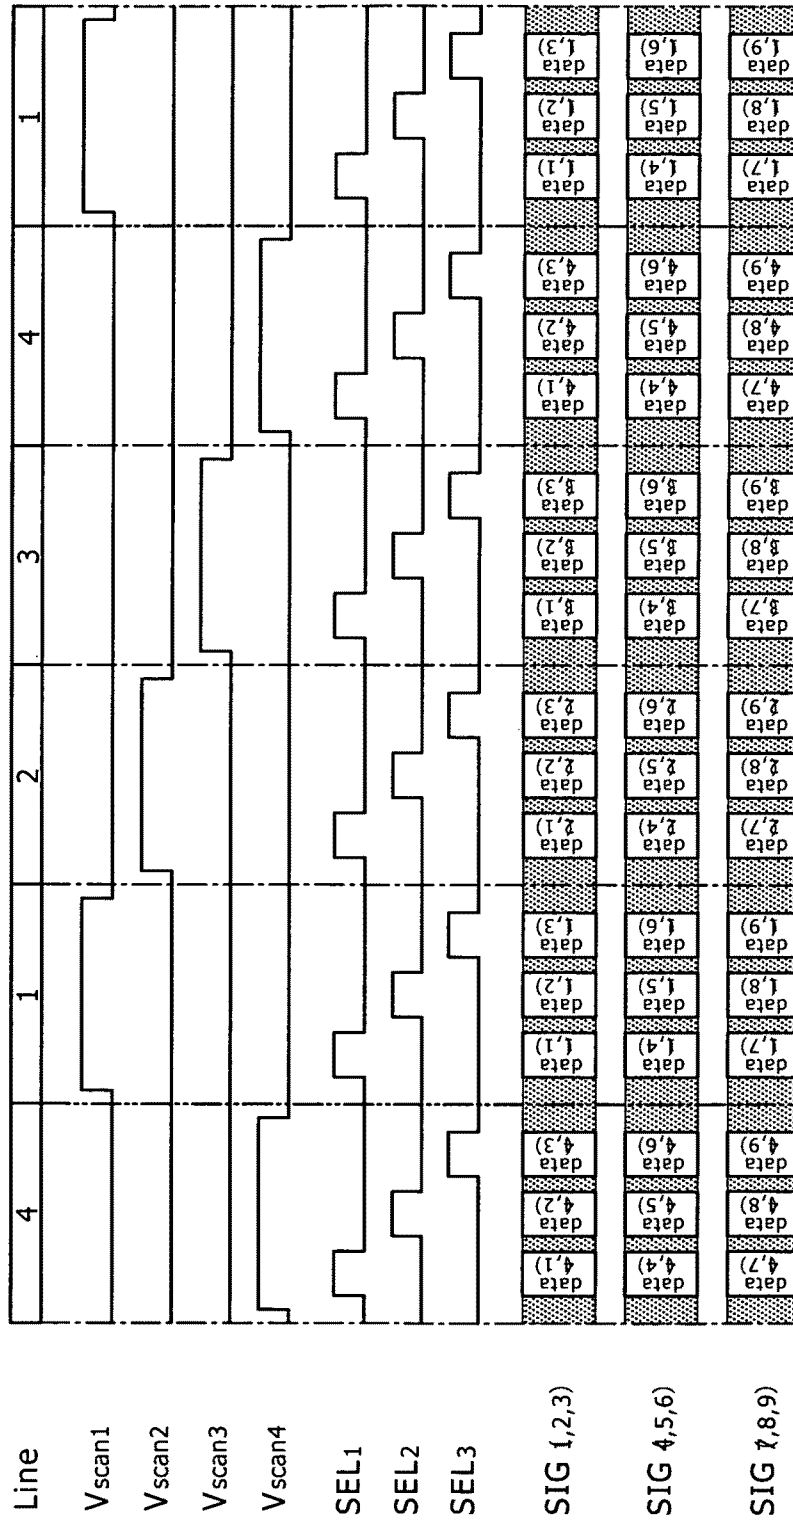 Line 4 1 2 3 4 1
Vscan1
Vscan2
Vscan3
Vscan4
SEL1
SEL2
SEL3
SIG (1,2,3)
data (4,1) data (4,2) data (4,3) data (1,1) data (1,2) data (1,3) data (2,1) data (2,2) data (2,3) data (3,1) data (3,2) data (3,3) data (4,1) data (4,2) data (4,3) data (1,1) data (1,2) data (1,3)
SIG (4,5,6)
data (4,4) data (4,5) data (4,6) data (1,4) data (1,5) data (1,6) data (2,4) data (2,5) data (2,6) data (3,4) data (3,5) data (3,6) data (4,4) data (4,5) data (4,6) data (1,4) data (1,5) data (1,6)
SIG (7,8,9)
data (4,7) data (4,8) data (4,9) data (1,7) data (1,8) data (1,9) data (2,7) data (2,8) data (2,9) data (3,7) data (3,8) data (3,9) data (4,7) data (4,8) data (4,9) data (1,7) data (1,8) data (1,9)